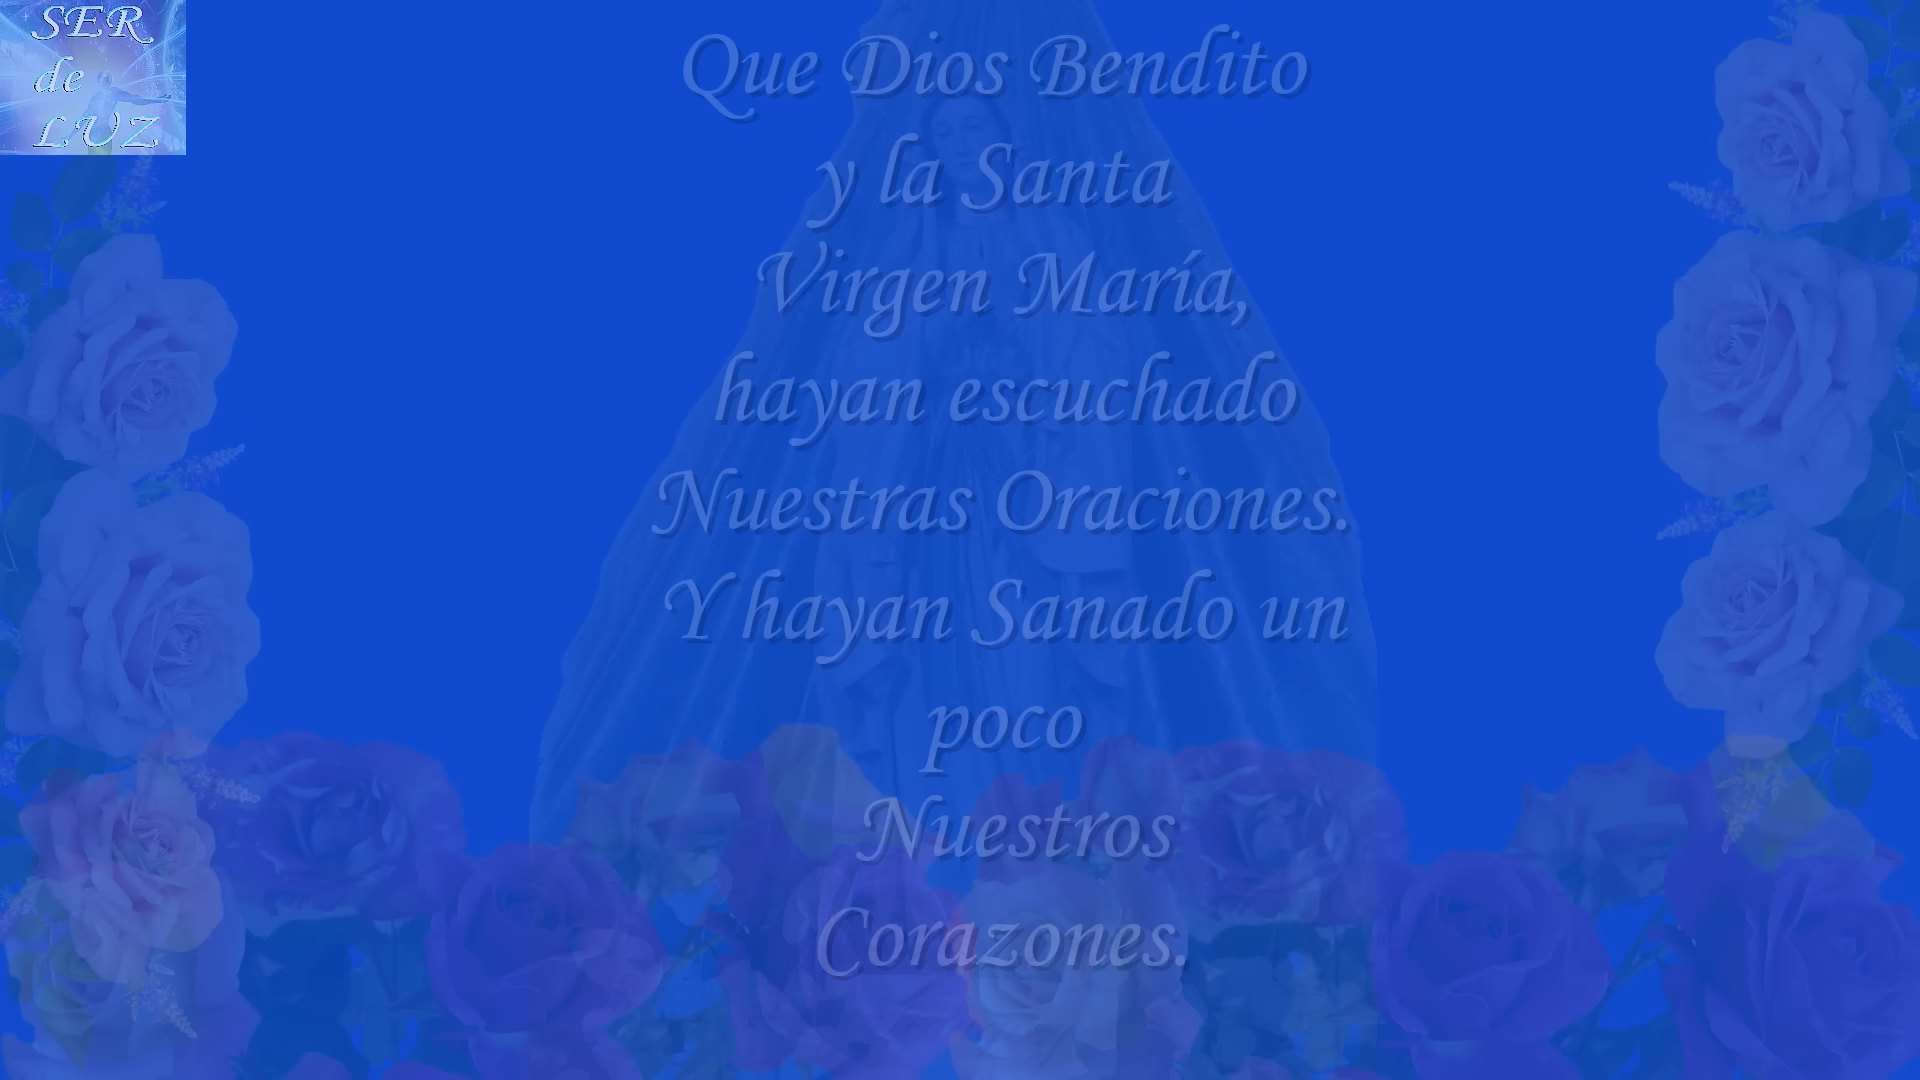 SER
de
LUZ
Que Dios Bendito
y la Santa
Virgen María,
hayan escuchado
Nuestras Oraciones.
Y hayan Sanado un
poco
Nuestros
Corazones.